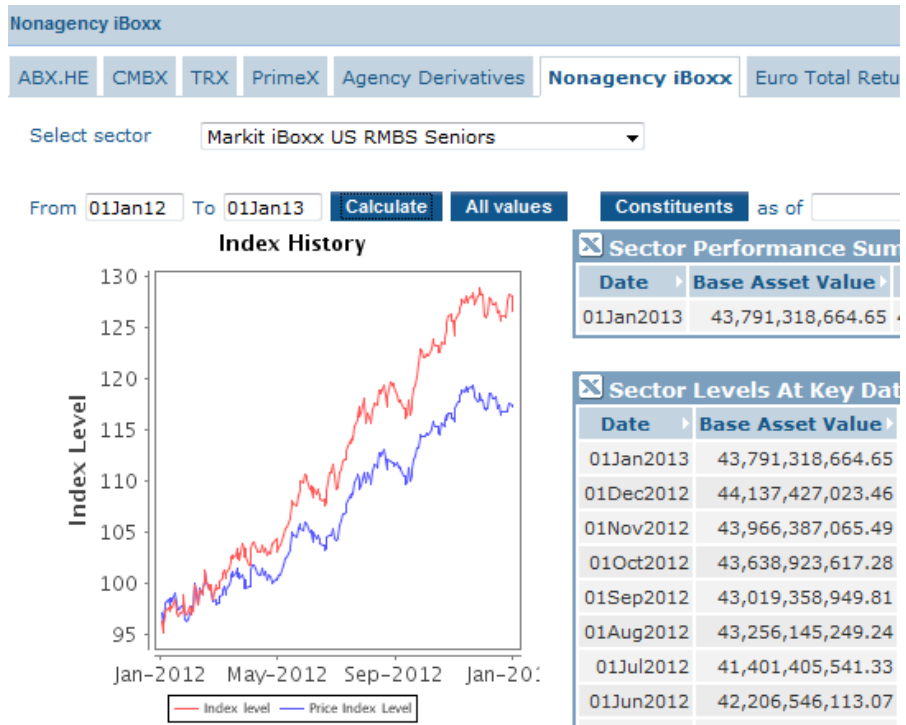 Nonagency iBoxx
ABX.HE CMBX TRX PrimeX Agency Derivatives Nonagency iBoxx Euro Total Retu
Select sector Markit iBoxx US RMBS Seniors
From 01Jan12 To 01Jan13 Calculate All values Constituents as of
Index History
130
125
120
115
110
105
100
95
Index Level
Jan-2012 May-2012 Sep-2012 Jan-201
Index level Price Index Level
Sector Performance Sum
Date Base Asset Value
01Jan2013 43,791,318,664.65 4
Sector Levels At Key Dat
Date Base Asset Value
01Jan2013 43,791,318,664.65
01Dec2012 44,137,427,023.46
01Nov2012 43,966,387,065.49
01Oct2012 43,638,923,617.28
01Sep2012 43,019,358,949.81
01Aug2012 43,256,145,249.24
01Jul2012 41,401,405,541.33
01Jun2012 42,206,546,113.07